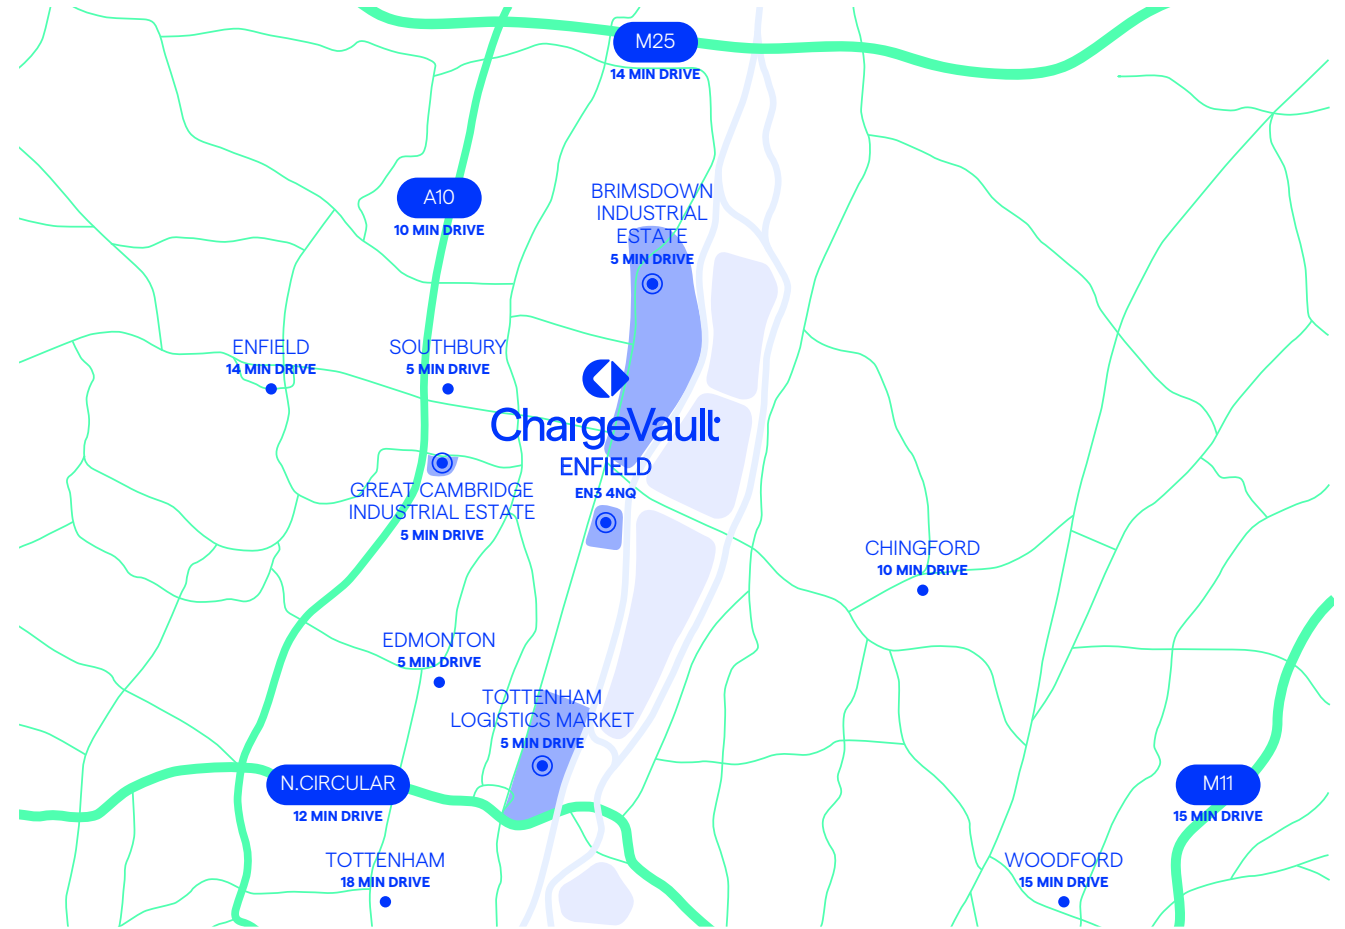 M25
14 MIN DRIVE
A10
10 MIN DRIVE
BRIMSDOWN
INDUSTRIAL
ESTATE
5 MIN DRIVE
ENFIELD
14 MIN DRIVE
SOUTHBURY
5 MIN DRIVE
ChargeVault
ENFIELD
EN3 4NQ
GREAT CAMBRIDGE
INDUSTRIAL ESTATE
5 MIN DRIVE
CHINGFORD
10 MIN DRIVE
EDMONTON
5 MIN DRIVE
TOTTENHAM
LOGISTICS MARKET
5 MIN DRIVE
N.CIRCULAR
12 MIN DRIVE
M11
15 MIN DRIVE
TOTTENHAM
18 MIN DRIVE
WOODFORD
15 MIN DRIVE